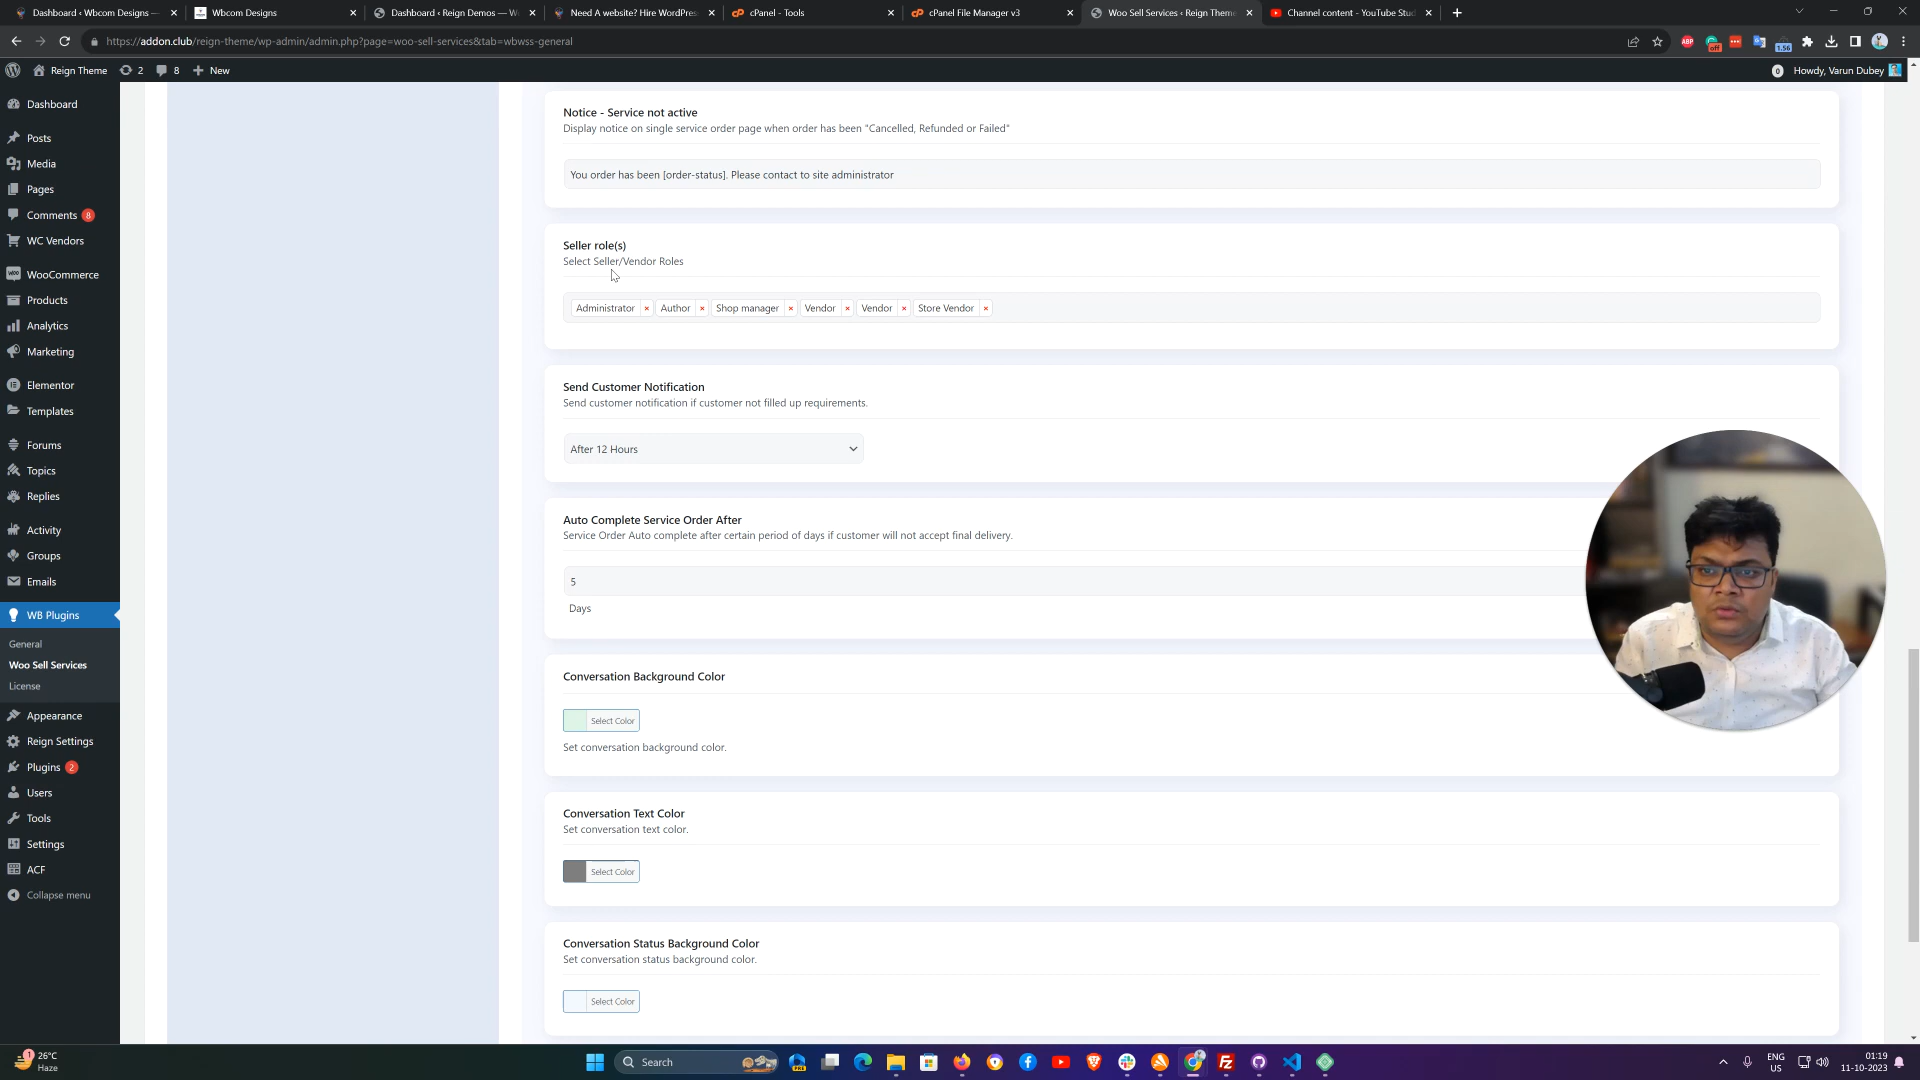 Dashboard ‹ Wbcom Designs —
Wbcom Designs
Dashboard ‹ Reign Demos — W
Need A website? Hire WordPres
cPanel - Tools
cPanel File Manager v3
Woo Sell Services ‹ Reign Theme
Channel content - YouTube Stud
https://addon.club/reign-theme/wp-admin/admin.php?page=woo-sell-services&tab=wbwss-general
ABP
off
1.56
Reign Theme
2
8
New
0
Howdy, Varun Dubey
Dashboard
Posts
Media
Pages
Comments 8
WC Vendors
WooCommerce
Products
Analytics
Marketing
Elementor
Templates
Forums
Topics
Replies
Activity
Groups
Emails
WB Plugins
General
Woo Sell Services
License
Appearance
Reign Settings
Plugins 2
Users
Tools
Settings
ACF
Collapse menu
Notice - Service not active
Display notice on single service order page when order has been "Cancelled, Refunded or Failed"
You order has been [order-status]. Please contact to site administrator
Seller role(s)
Select Seller/Vendor Roles
Administrator × Author × Shop manager × Vendor × Vendor × Store Vendor ×
Send Customer Notification
Send customer notification if customer not filled up requirements.
After 12 Hours
Auto Complete Service Order After
Service Order Auto complete after certain period of days if customer will not accept final delivery.
5
Days
Conversation Background Color
Select Color
Set conversation background color.
Conversation Text Color
Set conversation text color.
Select Color
Conversation Status Background Color
Set conversation status background color.
Select Color
1
26°C
Haze
Search
PRE
ENG
US
01:19
11-10-2023